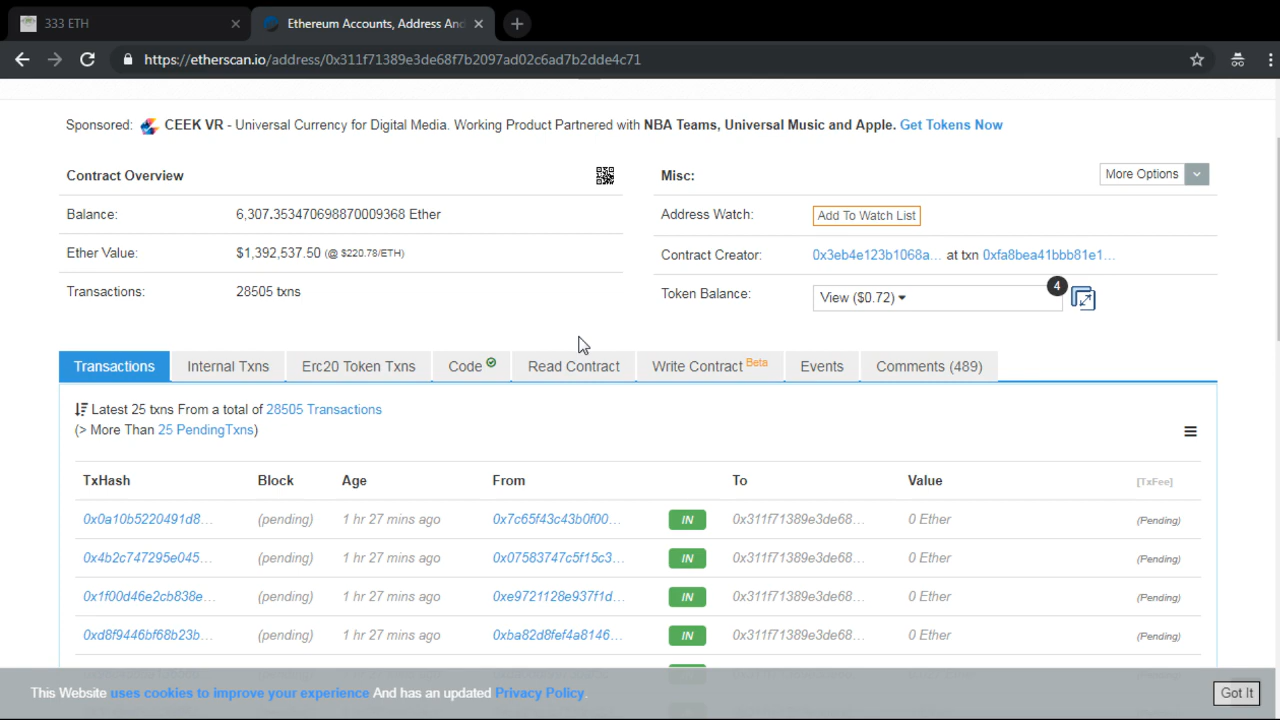 333 ETH
Ethereum Accounts, Address And
https://etherscan.io/address/0x311f71389e3de68f7b2097ad02c6ad7b2dde4c71
Sponsored: CEEK VR - Universal Currency for Digital Media. Working Product Partnered with NBA Teams, Universal Music and Apple. Get Tokens Now
Contract Overview
Balance: 6,307.353470698870009368 Ether
Ether Value: $1,392,537.50 (@ $220.78/ETH)
Transactions: 28505 txns
Misc: More Options
Address Watch: Add To Watch List
Contract Creator: 0x3eb4e123b1068a... at txn 0xfa8bea41bbb81e1...
Token Balance: View ($0.72) 4
Transactions Internal Txns Erc20 Token Txns Code Read Contract Write Contract Beta Events Comments (489)
Latest 25 txns From a total of 28505 Transactions
(> More Than 25 PendingTxns)
TxHash Block Age From To Value [TxFee]
0x0a10b5220491d8... (pending) 1 hr 27 mins ago 0x7c65f43c43b0f00... IN 0x311f71389e3de68... 0 Ether (Pending)
0x4b2c747295e045... (pending) 1 hr 27 mins ago 0x07583747c5f15c3... IN 0x311f71389e3de68... 0 Ether (Pending)
0x1f00d46e2cb838e... (pending) 1 hr 27 mins ago 0xe9721128e937f1d... IN 0x311f71389e3de68... 0 Ether (Pending)
0xd8f9446bf68b23b... (pending) 1 hr 27 mins ago 0xba82d8fef4a8146... IN 0x311f71389e3de68... 0 Ether (Pending)
This Website uses cookies to improve your experience And has an updated Privacy Policy. Got It